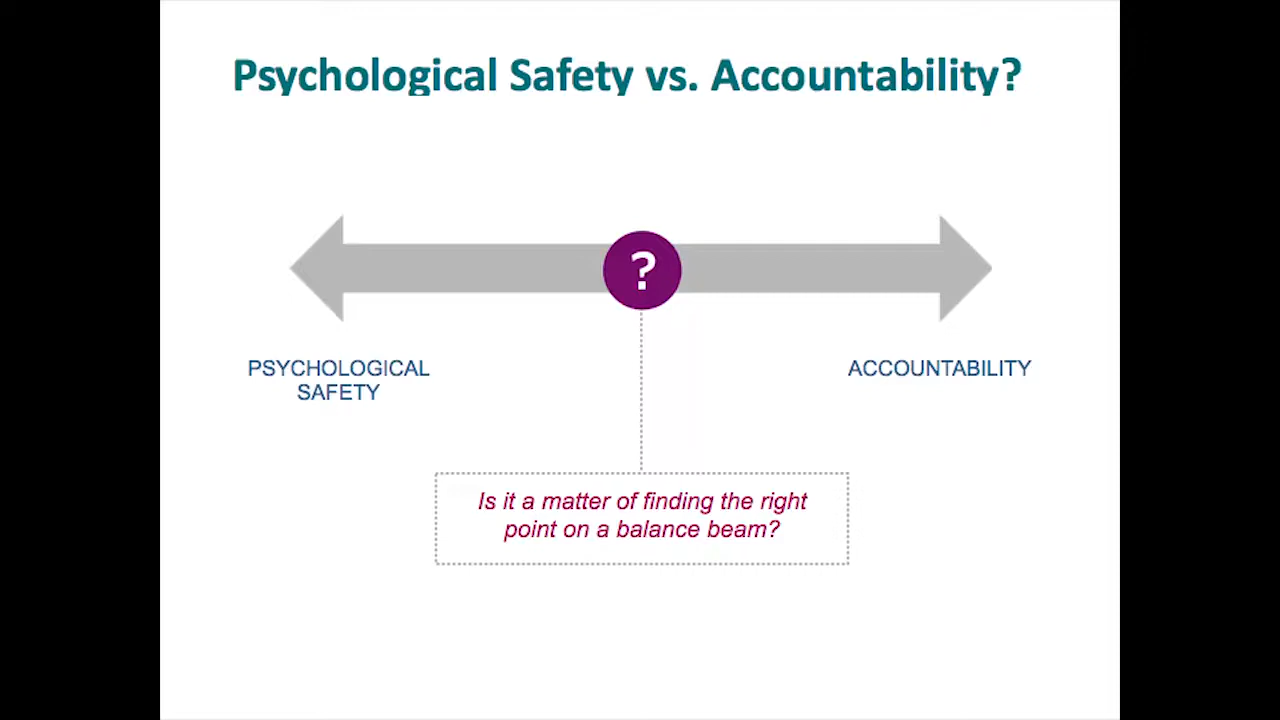 Psychological Safety vs. Accountability?
?
PSYCHOLOGICAL
SAFETY
ACCOUNTABILITY
Is it a matter of finding the right
point on a balance beam?